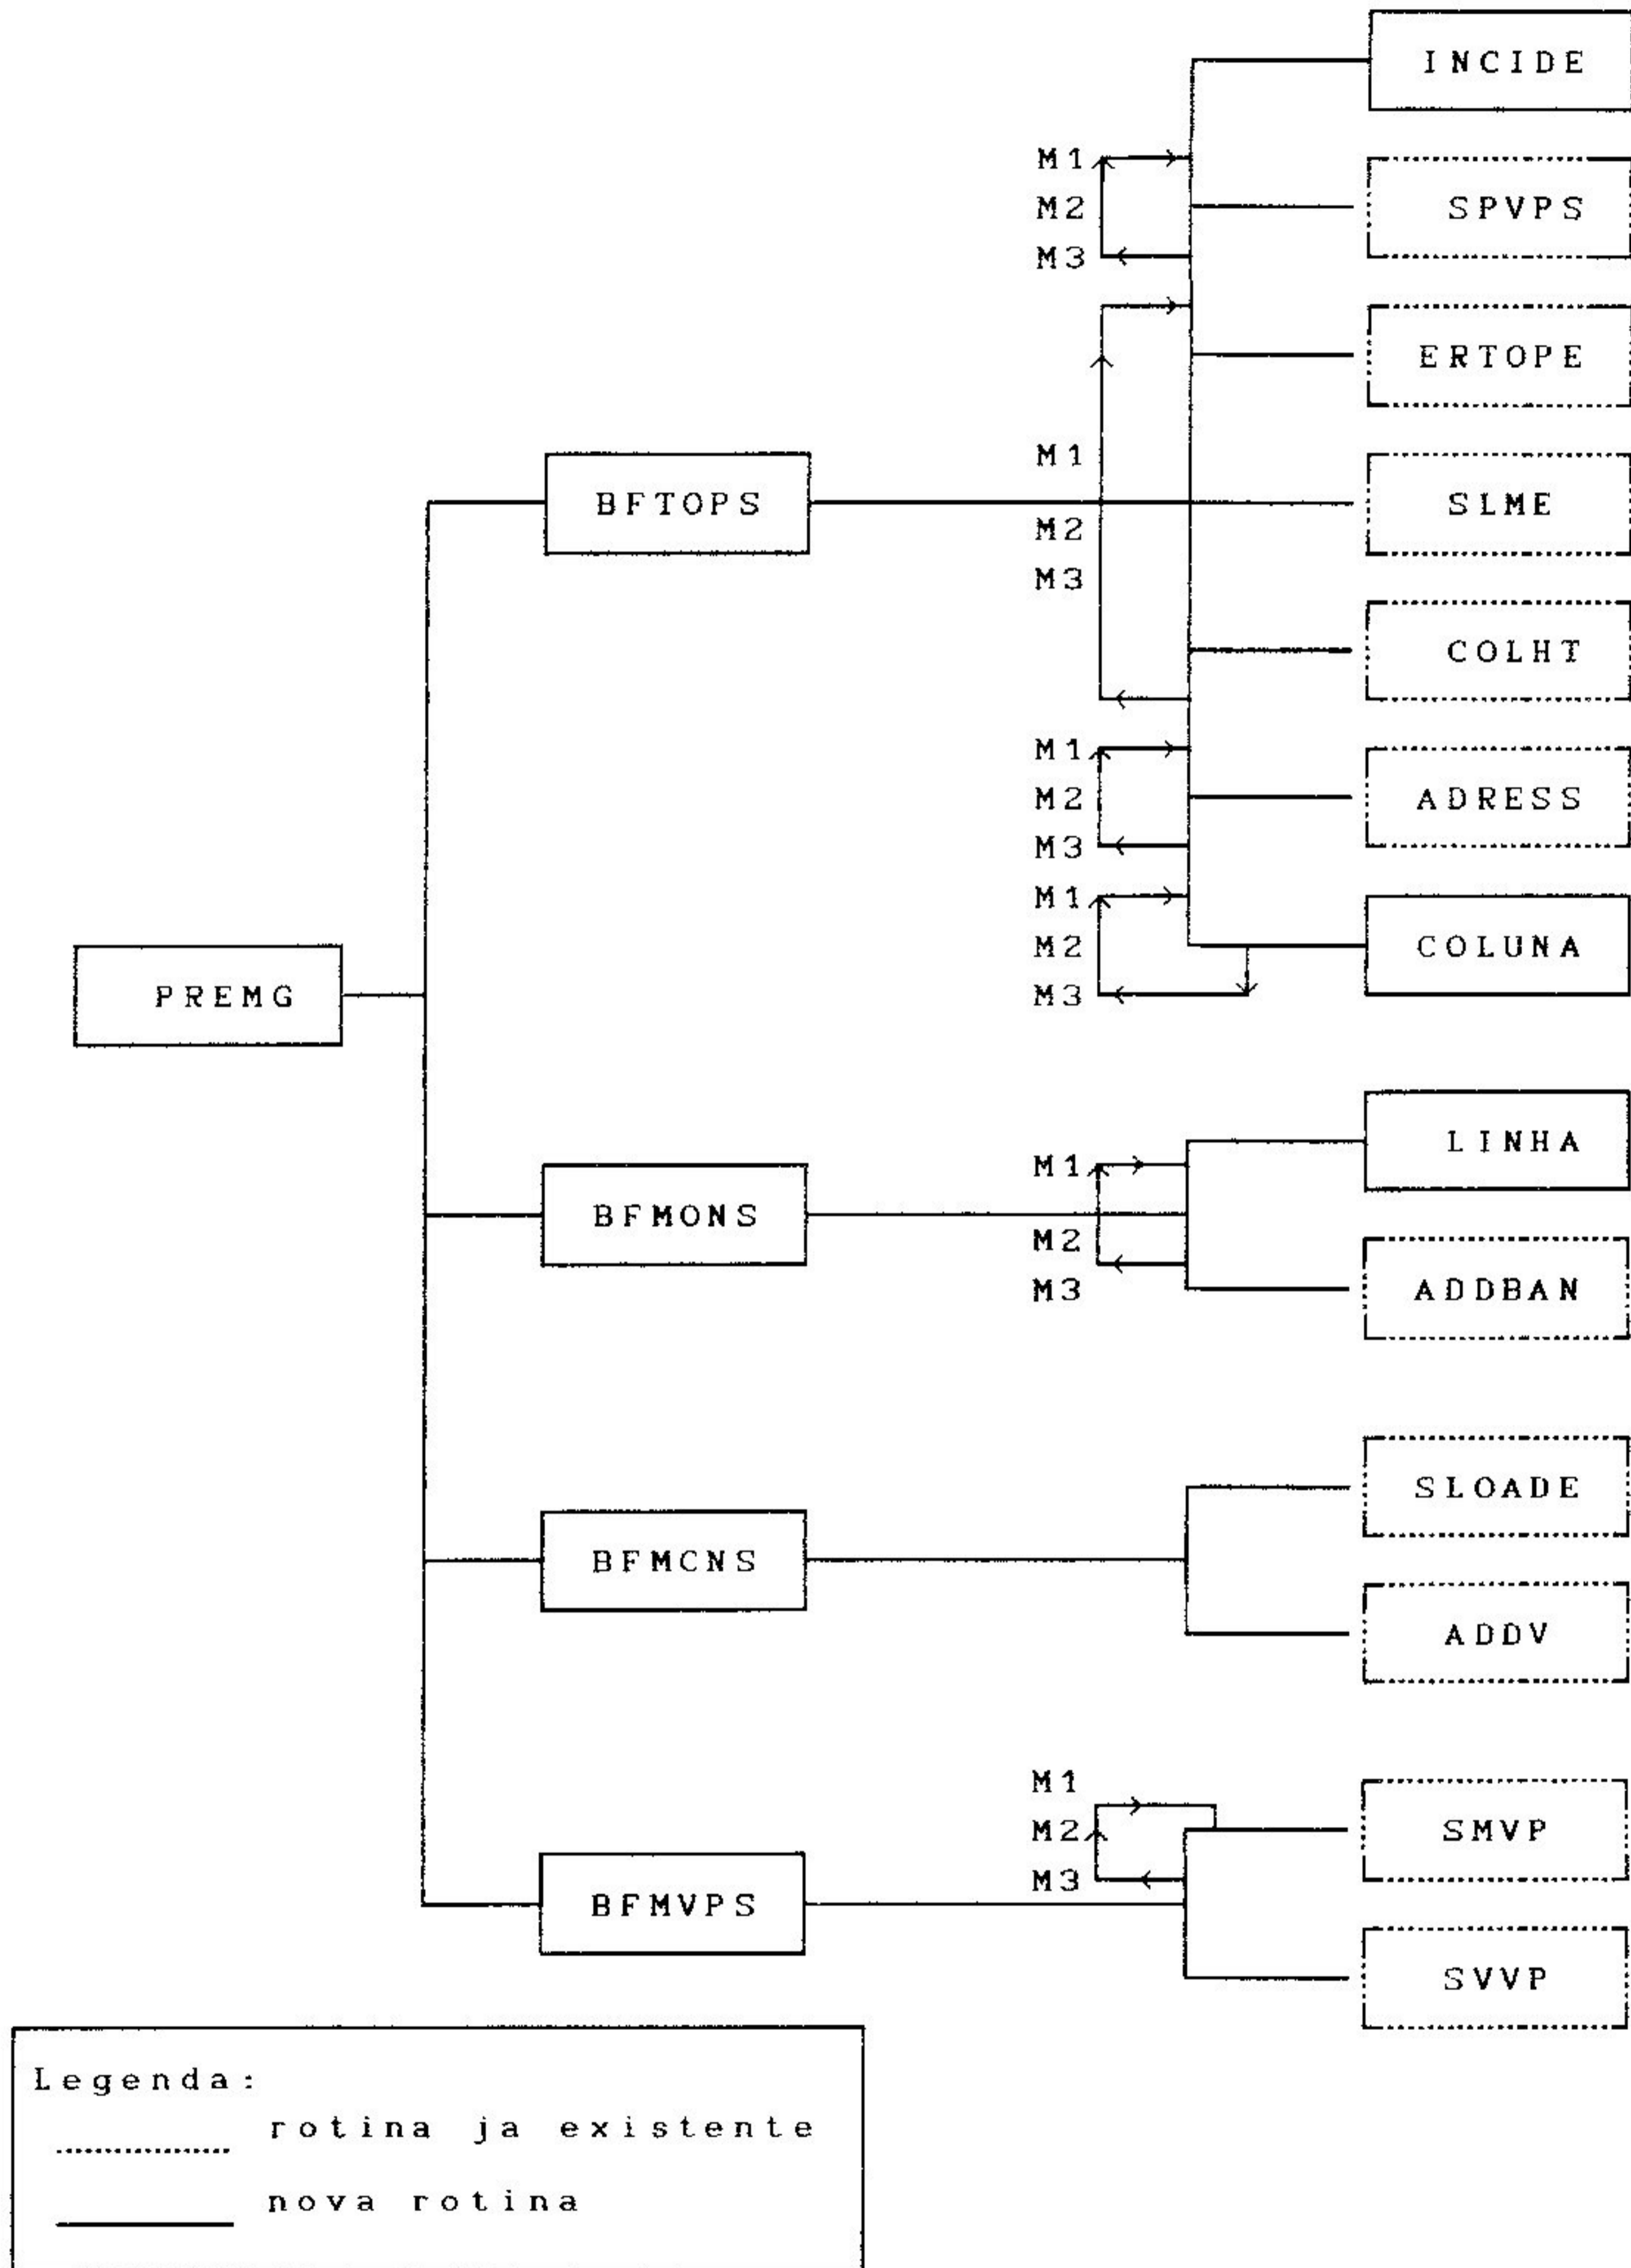 INCIDE
M1
M2
M3
SPVPS
ERTOPE
M1
M2
M3
BFTOPS
SLME
COLHT
M1
M2
M3
ADRESS
M1
M2
M3
COLUNA
PREMG
LINHA
M1
M2
M3
BFMONS
ADDBAN
SLOADE
BFMCNS
ADDV
M1
M2
M3
SMVP
BFMVPS
SVVP
Legenda:
rotina ja existente
nova rotina